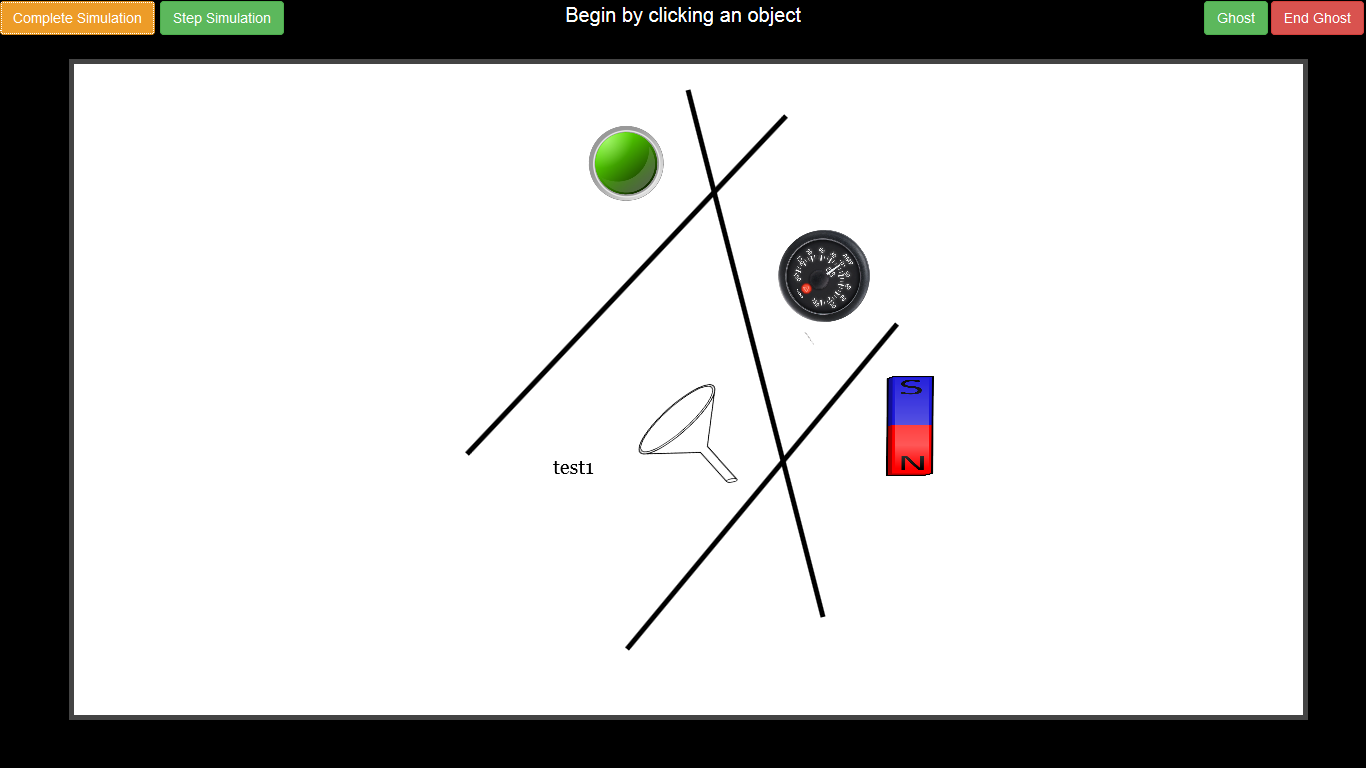 Complete Simulation
Step Simulation
Begin by clicking an object
Ghost
End Ghost
S
N
test1